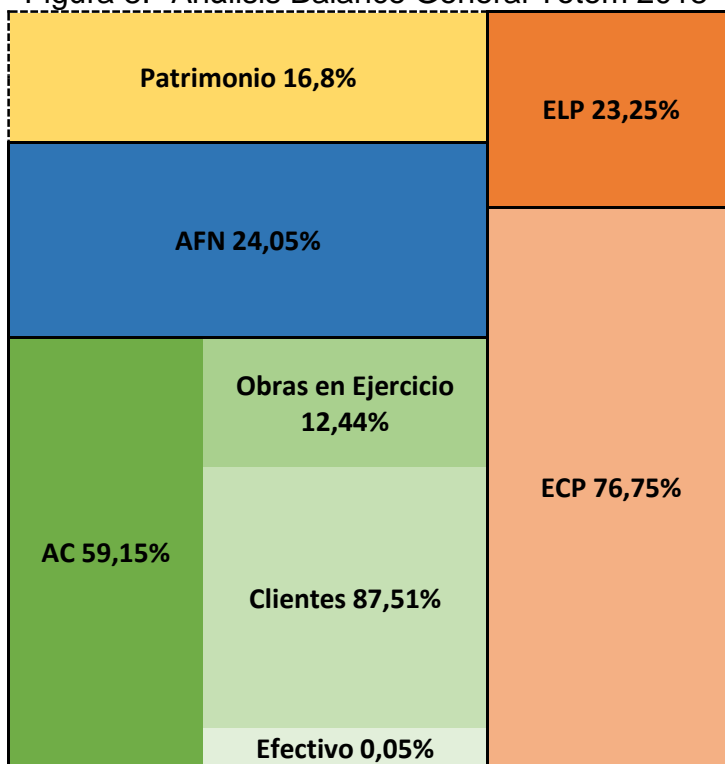 Patrimonio 16,8%
ELP 23,25%
AFN 24,05%
Obras en Ejercicio
12,44%
AC 59,15%
ECP 76,75%
Clientes 87,51%
Efectivo 0,05%